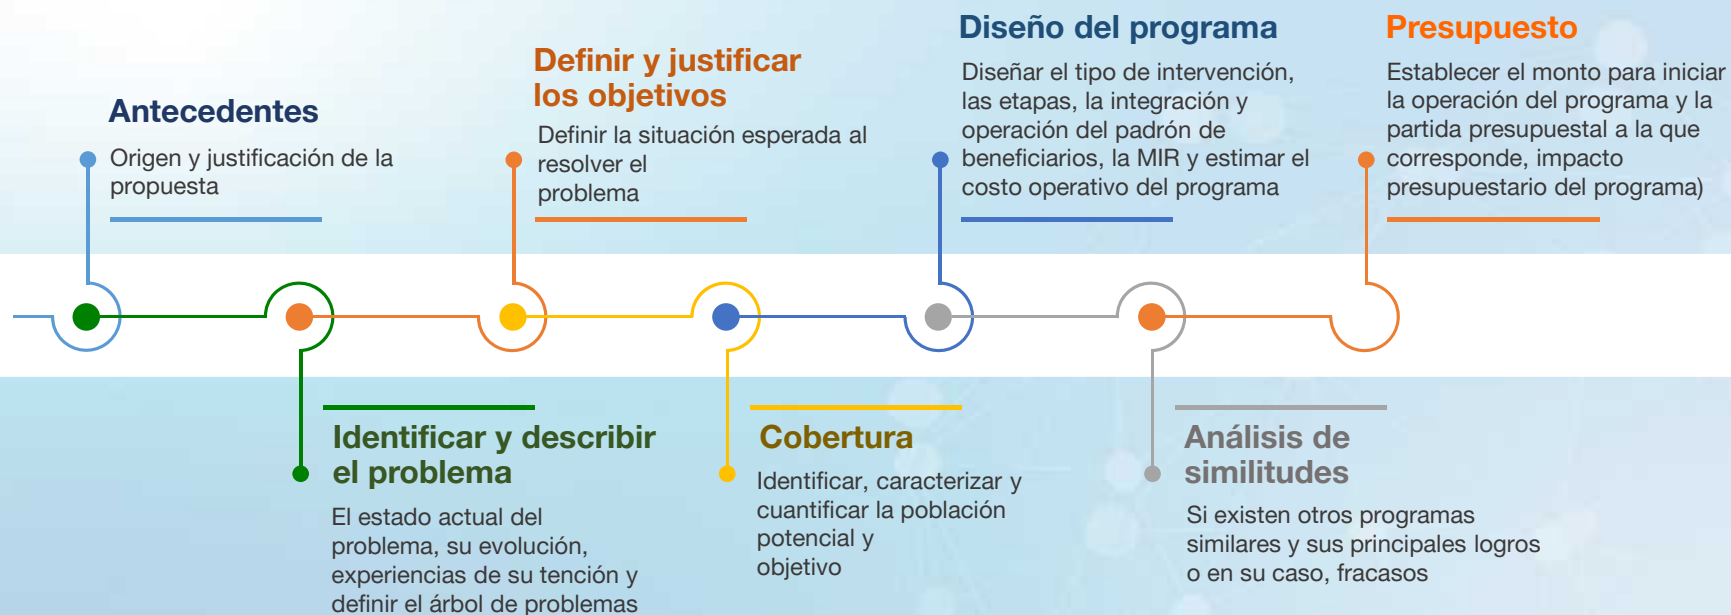 Antecedentes
Origen y justificación de la
propuesta
Identificar y describir
el problema
El estado actual del
problema, su evolución,
experiencias de su tención y
definir el árbol de problemas
Definir y justificar
los objetivos
Definir la situación esperada al
resolver el
problema
Cobertura
Identificar, caracterizar y
cuantificar la población
potencial y
objetivo
Diseño del programa
Diseñar el tipo de intervención,
las etapas, la integración y
operación del padrón de
beneficiarios, la MIR y estimar el
costo operativo del programa
Análisis de
similitudes
Si existen otros programas
similares y sus principales logros
o en su caso, fracasos
Presupuesto
Establecer el monto para iniciar
la operación del programa y la
partida presupuestal a la que
corresponde, impacto
presupuestario del programa)